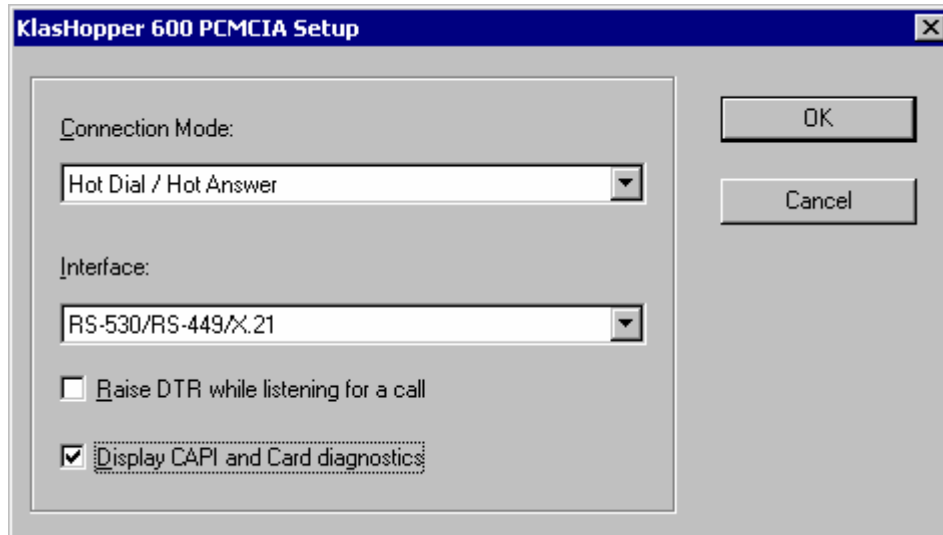 KlasHopper 600 PCMCIA Setup
Connection Mode:
Hot Dial / Hot Answer
Interface:
RS-530/RS-449/X.21
Raise DTR while listening for a call
Display CAPI and Card diagnostics
OK
Cancel